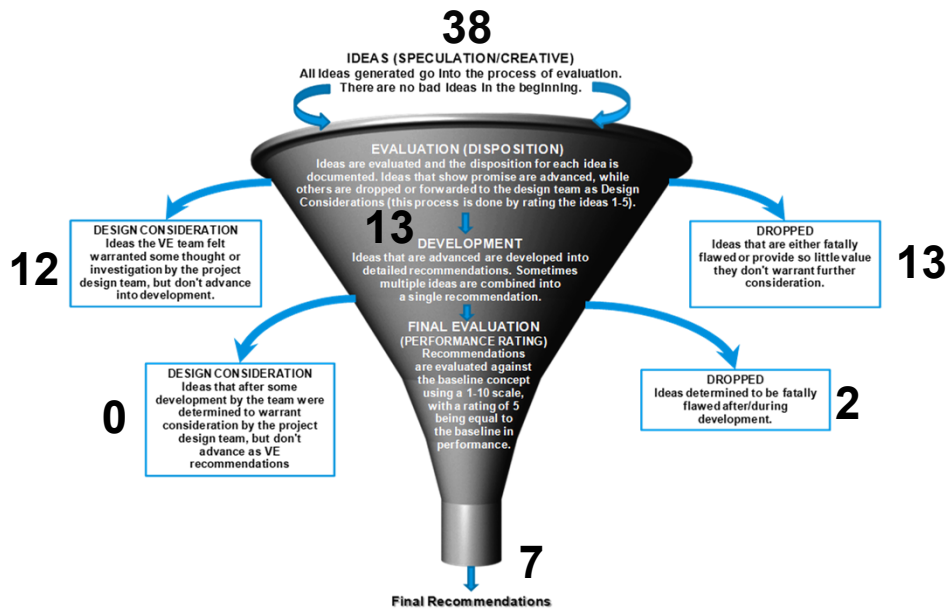 38
IDEAS (SPECULATION/CREATIVE)
All Ideas generated go Into the process of evaluation.
There are no bad Ideas In the beginning.
EVALUATION (DISPOSITION)
Ideas are evaluated and the disposition for each idea is
documented. Ideas that show promise are advanced, while
others are dropped or forwarded to the design team as Design
Considerations (this process is done by rating the ideas 1-5).
12
DESIGN CONSIDERATION
Ideas the VE team felt
warranted some thought or
investigation by the project
design team, but don't advance
into development.
13
DEVELOPMENT
Ideas that are advanced are developed into
detailed recommendations. Sometimes
multiple ideas are combined into
a single recommendation.
DROPPED
Ideas that are either fatally
flawed or provide so little value
they don't warrant further
consideration.
13
FINAL EVALUATION
(PERFORMANCE RATING)
Recommendations
are evaluated against
the baseline concept
using a 1-10 scale,
with a rating of 5
being equal to
the baseline in
performance.
0
DESIGN CONSIDERATION
Ideas that after some
development by the team were
determined to warrant
consideration by the project
design team, but don't
advance as VE
recommendations
DROPPED
Ideas determined to be fatally
flawed after/during
development.
2
7
Final Recommendations